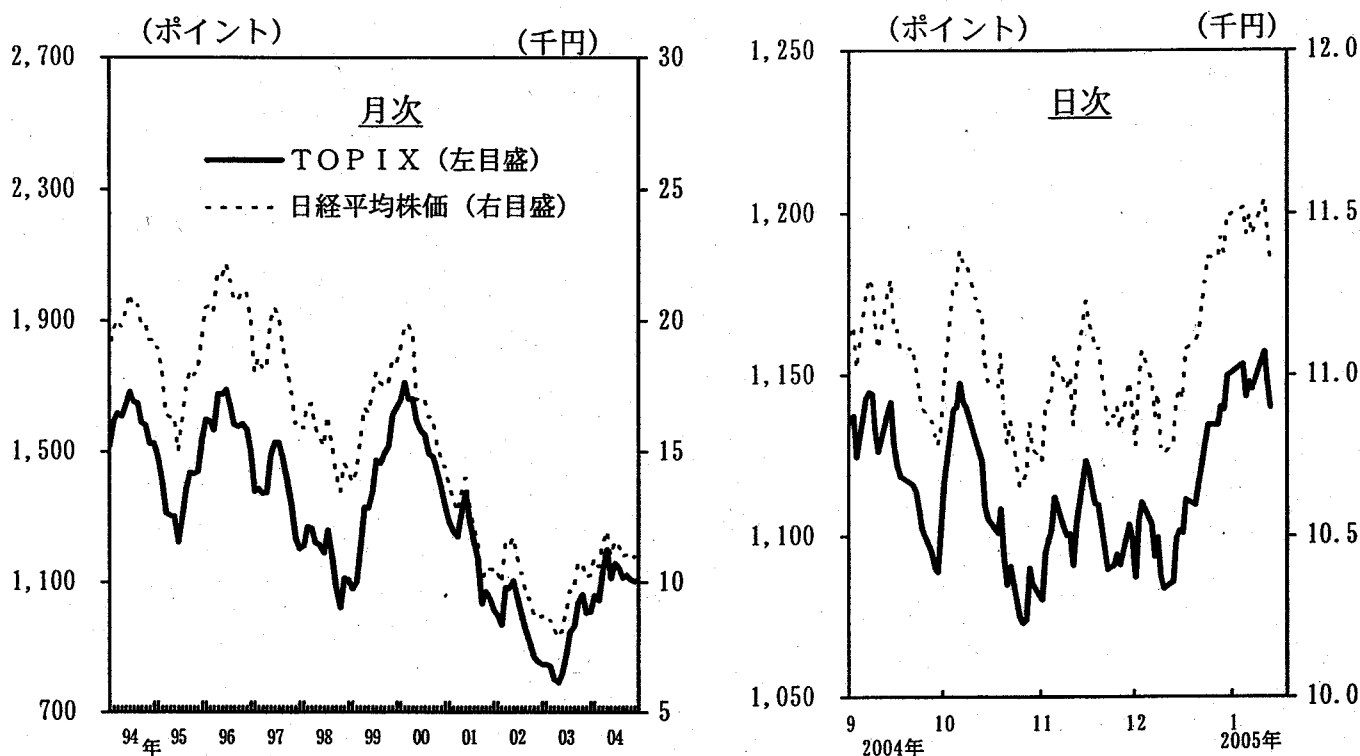 (ポイント) (千円)
2,700 30
月次
TOPIX (左目盛)
2,300 25
日経平均株価 (右目盛)
1,900 20
1,500 15
1,100 10
700 5
94年 95 96 97 98 99 00 01 02 03 04
(ポイント) (千円)
1,250 12.0
日次
1,200 11.5
1,150 11.0
1,100 10.5
1,050 10.0
9 10 11 12 1
2004年 2005年